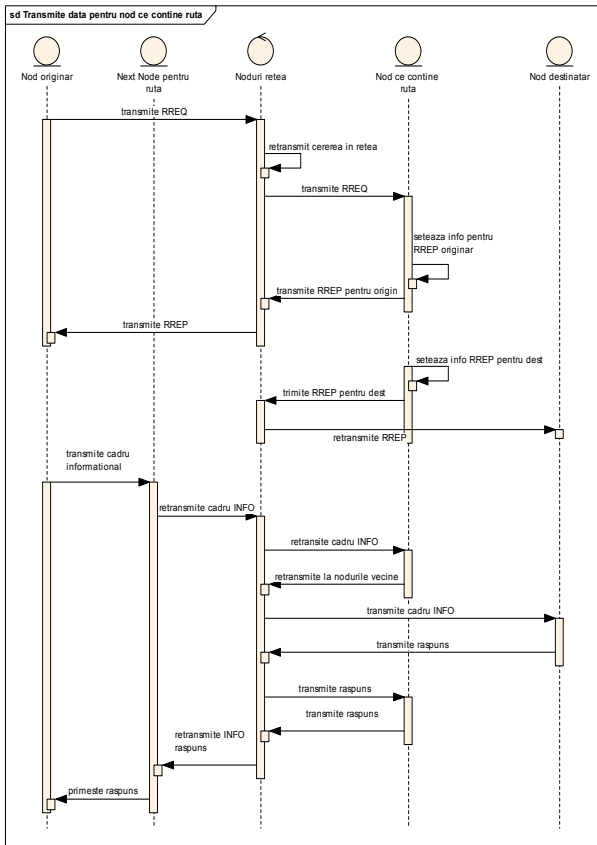 sd Transmite data pentru nod ce contine ruta
Nod originar
Next Node pentru
ruta
Noduri retea
Nod ce contine
ruta
Nod destinatar
transmite RREQ
retransmit cererea in retea
transmite RREQ
seteaza info pentru
RREP originar
transmite RREP pentru origin
transmite RREP
seteaza info RREP pentru dest
trimite RREP pentru dest
retransmite RREP
transmite cadru
informational
retransmite cadru INFO
retransite cadru INFO
retransmite la nodurile vecine
transmite cadru INFO
transmite raspuns
transmite raspuns
transmite raspuns
retransmite INFO
raspuns
primeste raspuns